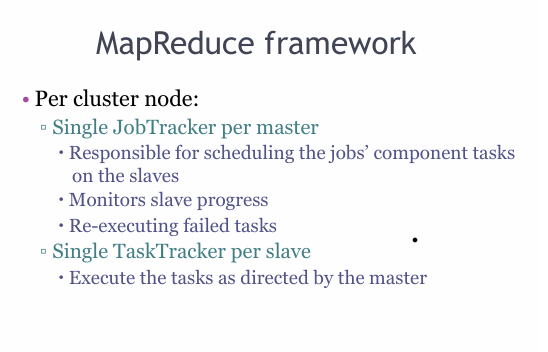 MapReduce framework
• Per cluster node:
▫ Single JobTracker per master
• Responsible for scheduling the jobs’ component tasks
on the slaves
• Monitors slave progress
• Re-executing failed tasks
▫ Single TaskTracker per slave
• Execute the tasks as directed by the master